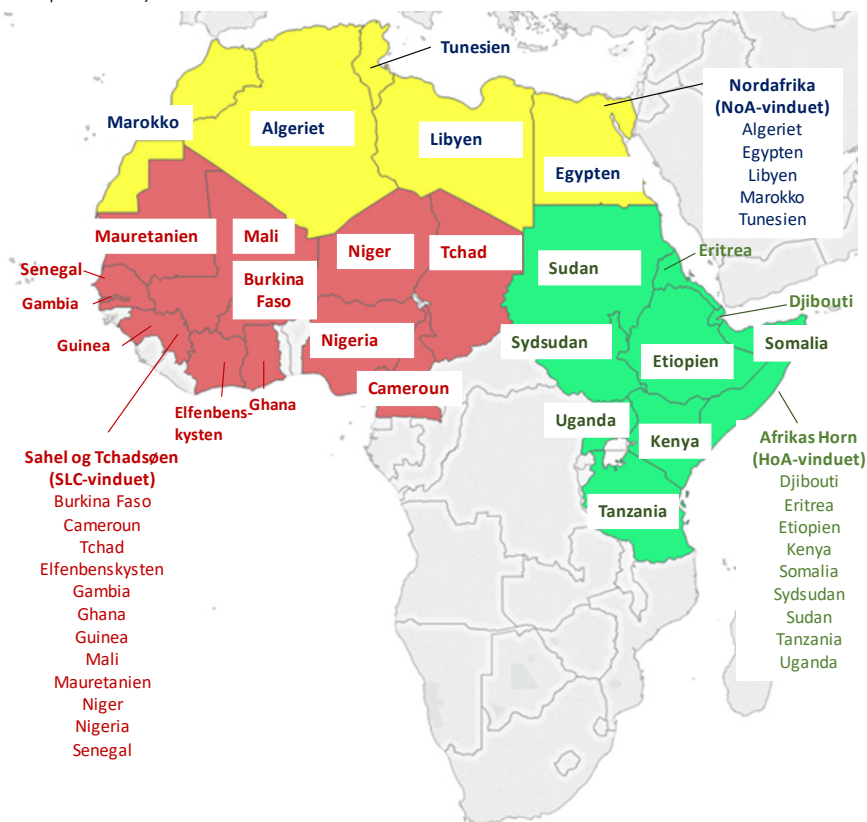 Tunesien
Nordafrika
(NoA-vinduet)
Algeriet
Egypten
Libyen
Marokko
Tunesien
Marokko
Algeriet
Libyen
Egypten
Mauretanien
Mali
Niger
Tchad
Sudan
Eritrea
Senegal
Gambia
Burkina
Faso
Djibouti
Guinea
Nigeria
Sydsudan
Etiopien
Somalia
Cameroun
Elfenbens-
kysten
Ghana
Uganda
Kenya
Tanzania
Sahel og Tchadsøen
(SLC-vinduet)
Burkina Faso
Cameroun
Tchad
Elfenbenskysten
Gambia
Ghana
Guinea
Mali
Mauretanien
Niger
Nigeria
Senegal
Afrikas Horn
(HoA-vinduet)
Djibouti
Eritrea
Etiopien
Kenya
Somalia
Sydsudan
Sudan
Tanzania
Uganda